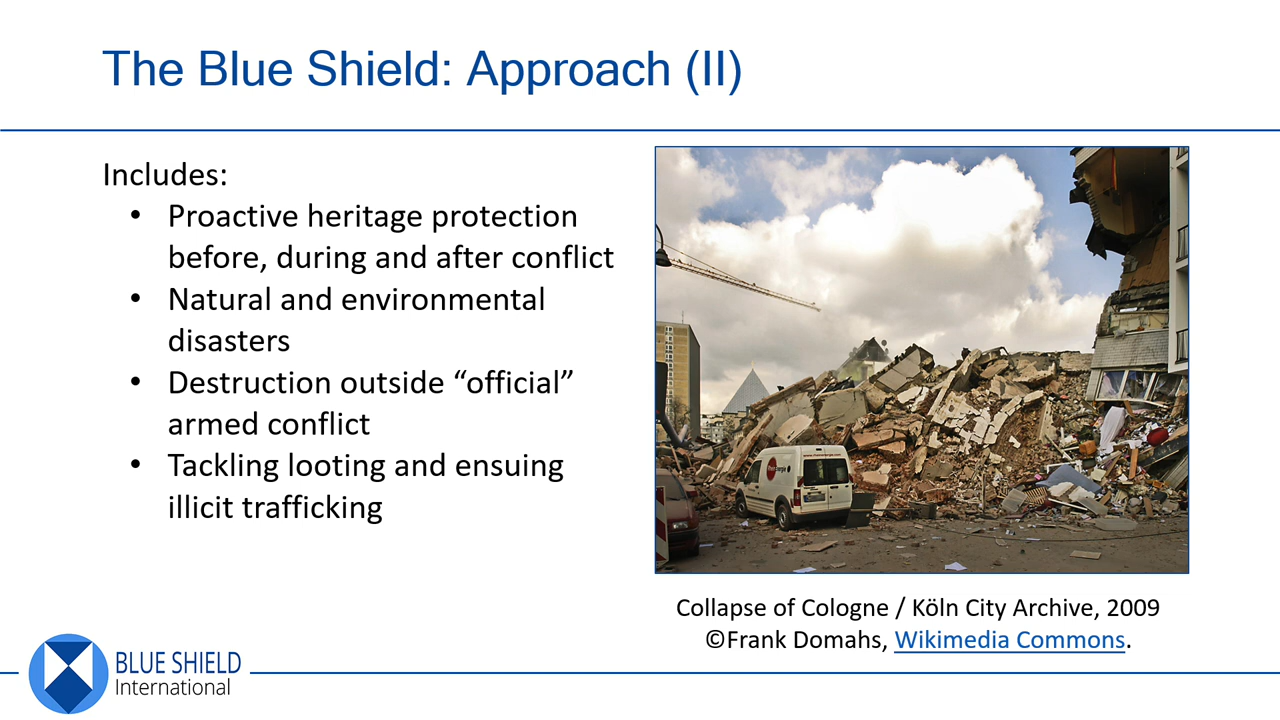 The Blue Shield: Approach (II)
Includes:
• Proactive heritage protection
before, during and after conflict
• Natural and environmental
disasters
• Destruction outside “official”
armed conflict
• Tackling looting and ensuing
illicit trafficking
Collapse of Cologne / Köln City Archive, 2009
©Frank Domahs, Wikimedia Commons.
BLUE SHIELD
International